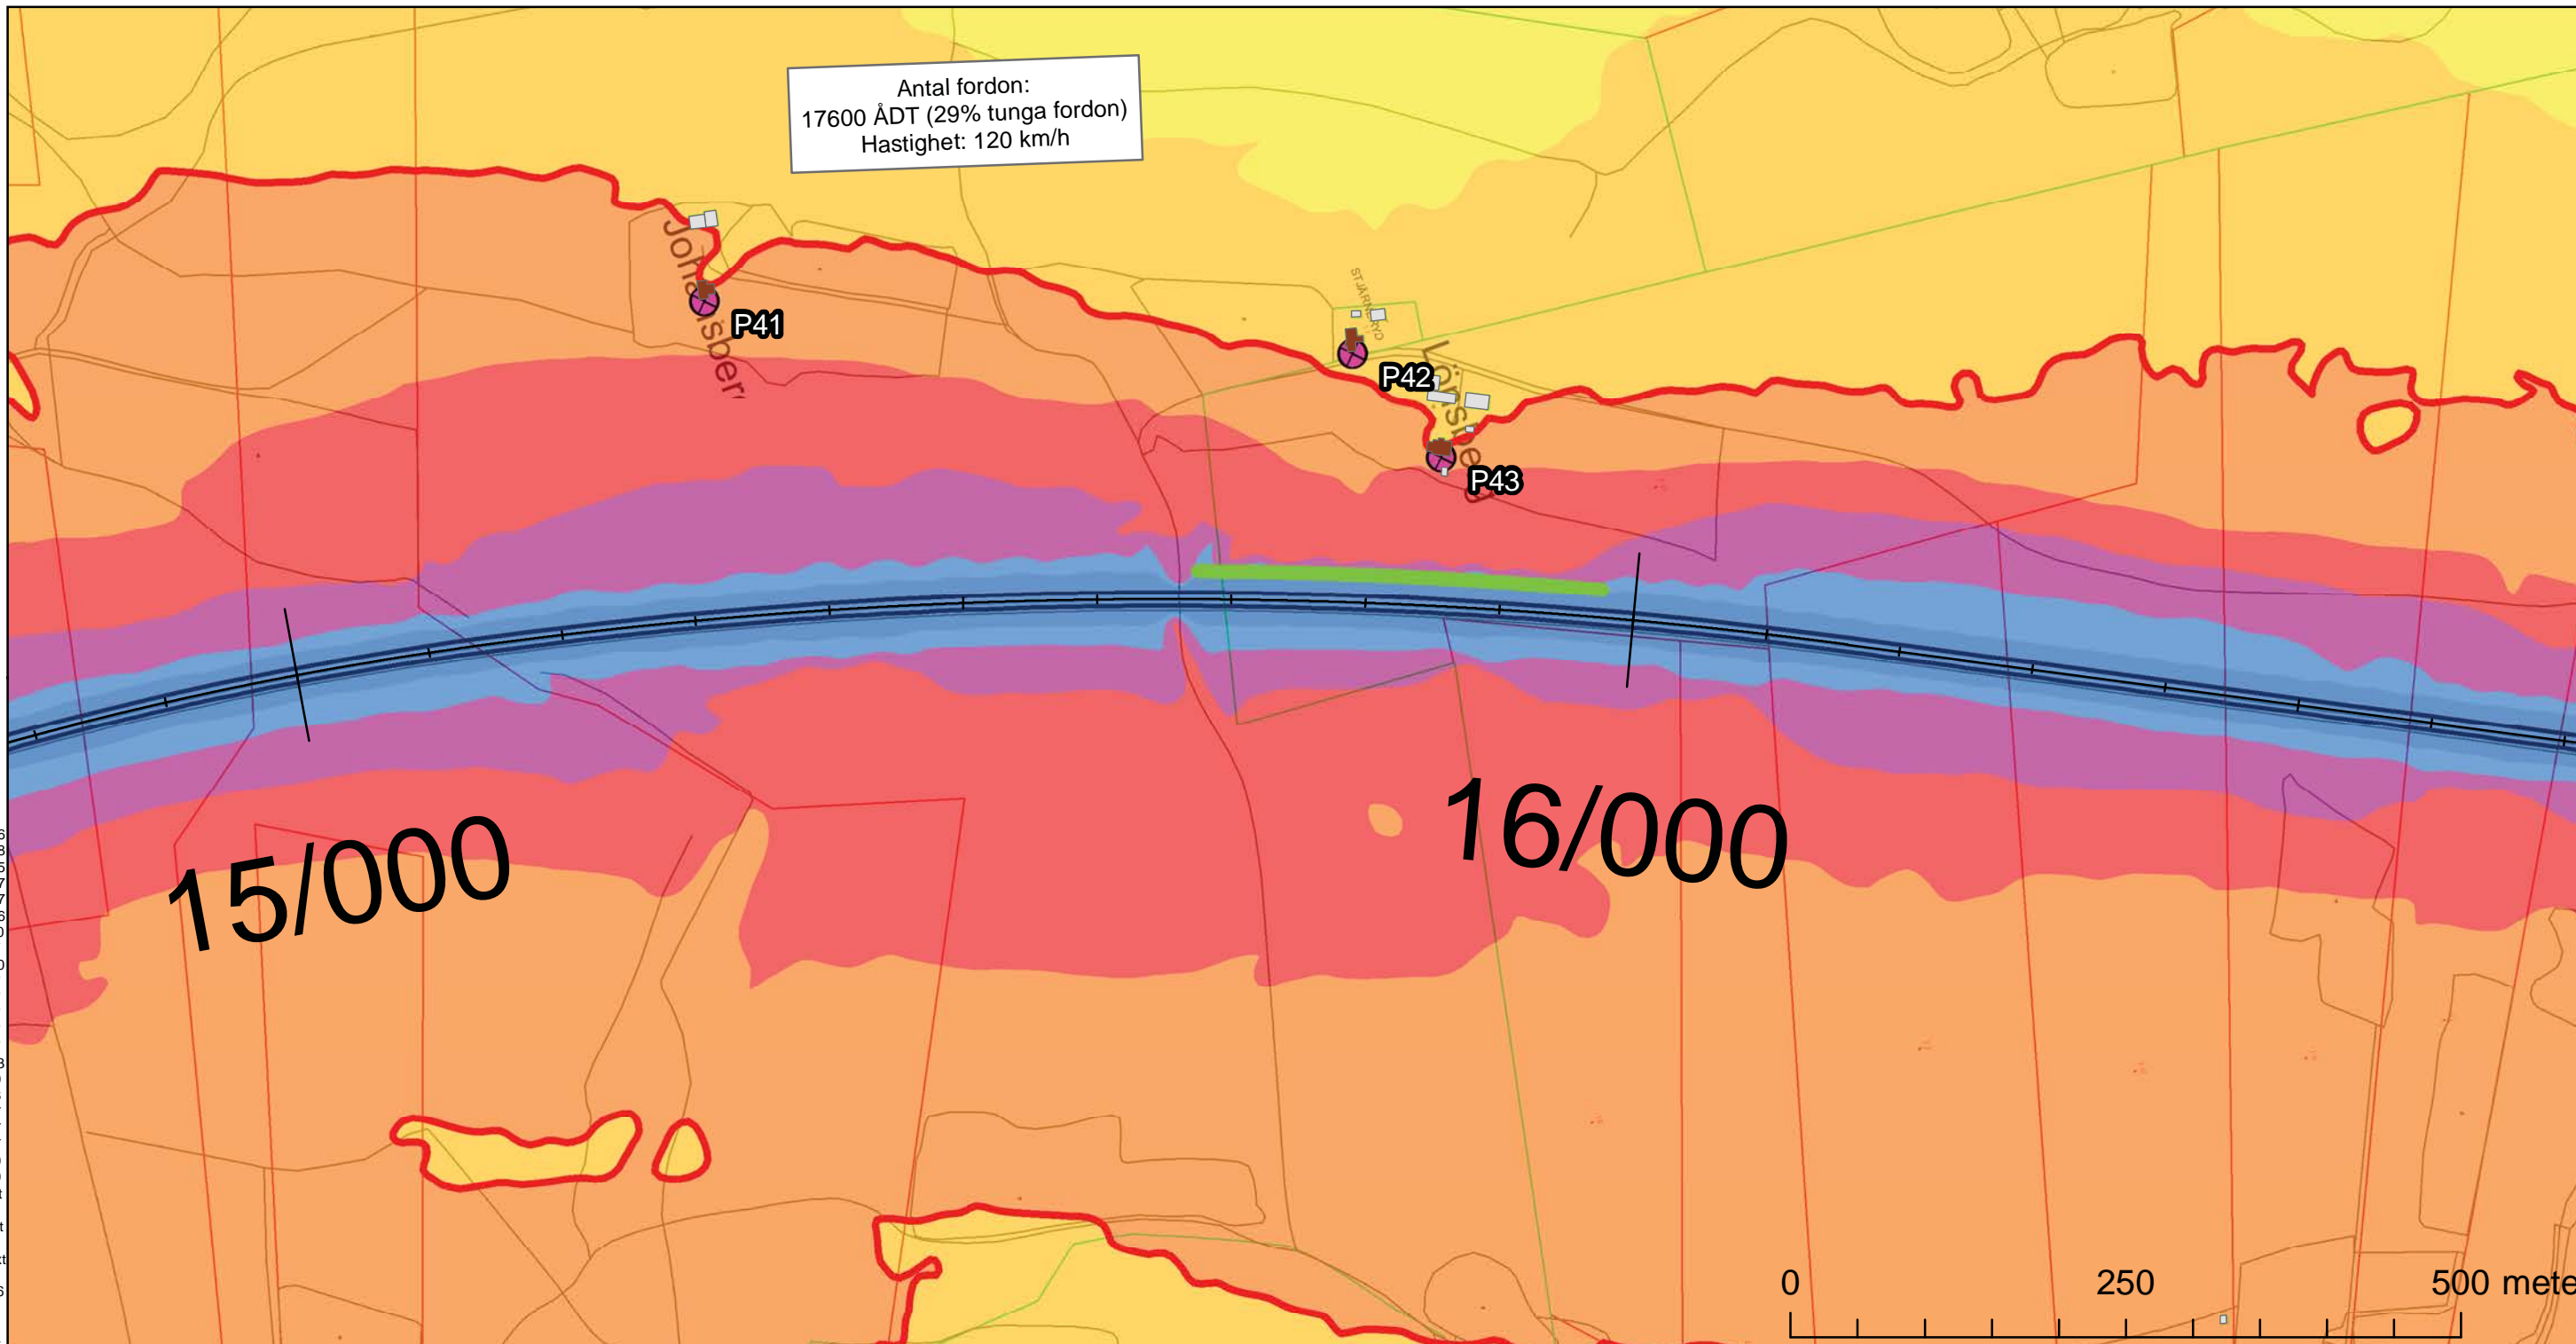 Antal fordon:
17600 ÅDT (29% tunga fordon)
Hastighet: 120 km/h
P41
P42
P43
15/000
16/000
0 250 500 mete